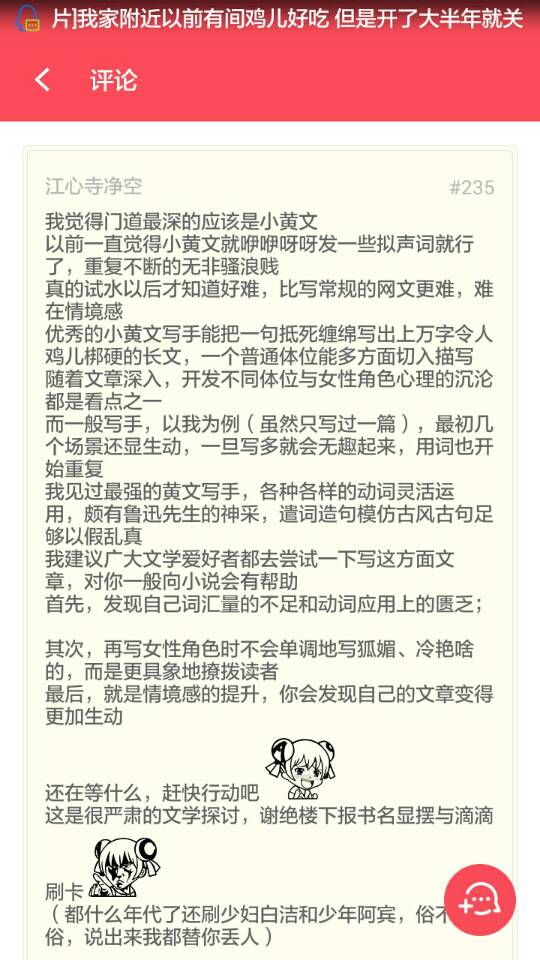 片]我家附近以前有间鸡儿好吃 但是开了大半年就关
评论
江心寺净空
#235
我觉得门道最深的应该是小黄文
以前一直觉得小黄文就咿咿呀呀发一些拟声词就行
了，重复不断的无非骚浪贱
真的试水以后才知道好难，比写常规的网文更难，难
在情境感
优秀的小黄文写手能把一句抵死缠绵写出上万字令人
鸡儿梆硬的长文，一个普通体位能多方面切入描写
随着文章深入，开发不同体位与女性角色心理的沉沦
都是看点之一
而一般写手，以我为例（虽然只写过一篇），最初几
个场景还显生动，一旦写多就会无趣起来，用词也开
始重复
我见过最强的黄文写手，各种各样的动词灵活运
用，颇有鲁迅先生的神采，遣词造句模仿古风古句足
够以假乱真
我建议广大文学爱好者都去尝试一下写这方面文
章，对你一般向小说会有帮助
首先，发现自己词汇量的不足和动词应用上的匮乏；
其次，再写女性角色时不会单调地写狐媚、冷艳啥
的，而是更具象地撩拨读者
最后，就是情境感的提升，你会发现自己的文章变得
更加生动
还在等什么，赶快行动吧
这是很严肃的文学探讨，谢绝楼下报书名显摆与滴滴
刷卡
（都什么年代了还刷少妇白洁和少年阿宾，俗不
俗，说出来我都替你丢人）